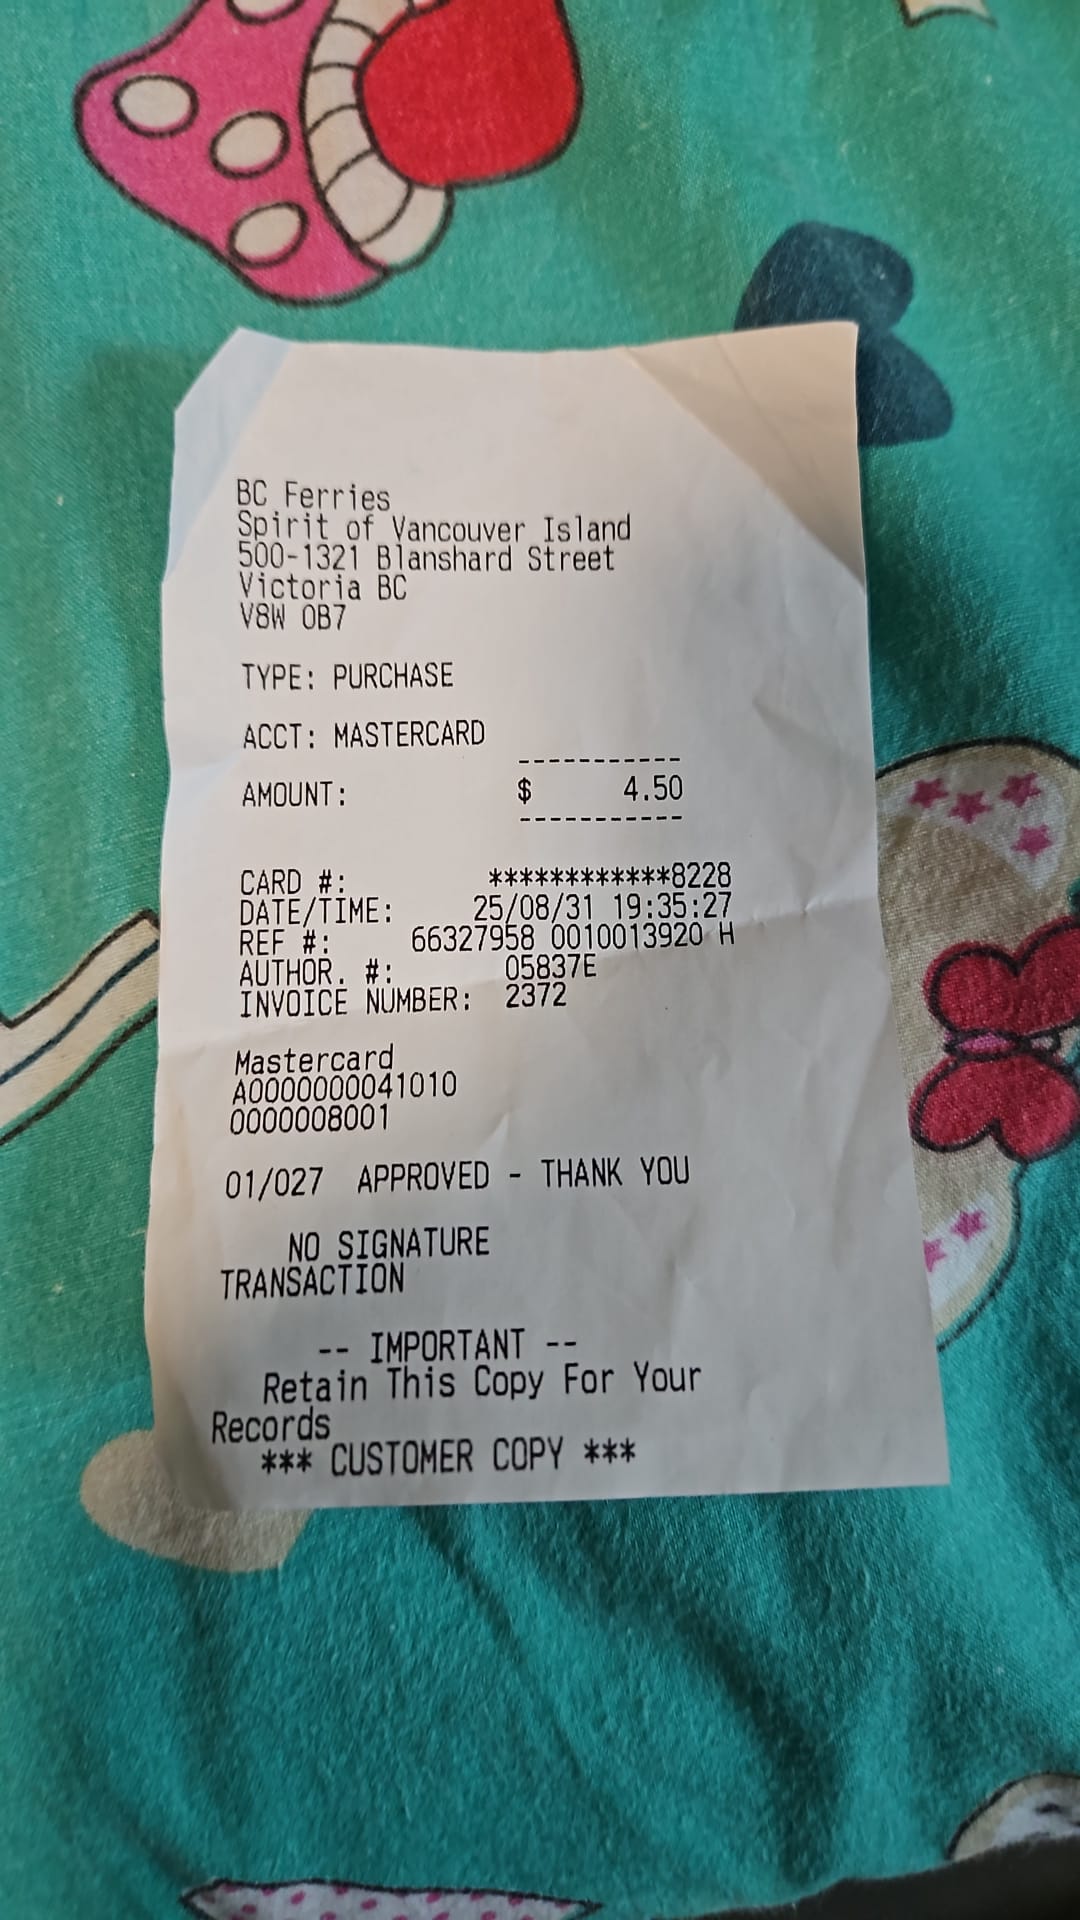 BC Ferries
Spirit of Vancouver Island
500-1321 Blanshard Street
Victoria BC
V8W 0B7
TYPE: PURCHASE
ACCT: MASTERCARD
-----------
AMOUNT: $ 4.50
-----------
CARD #: ************8228
DATE/TIME: 25/08/31 19:35:27
REF #: 66327958 0010013920 H
AUTHOR. #: 05837E
INVOICE NUMBER: 2372
Mastercard
A0000000041010
0000008001
01/027 APPROVED - THANK YOU
NO SIGNATURE
TRANSACTION
-- IMPORTANT --
Retain This Copy For Your
Records
*** CUSTOMER COPY ***